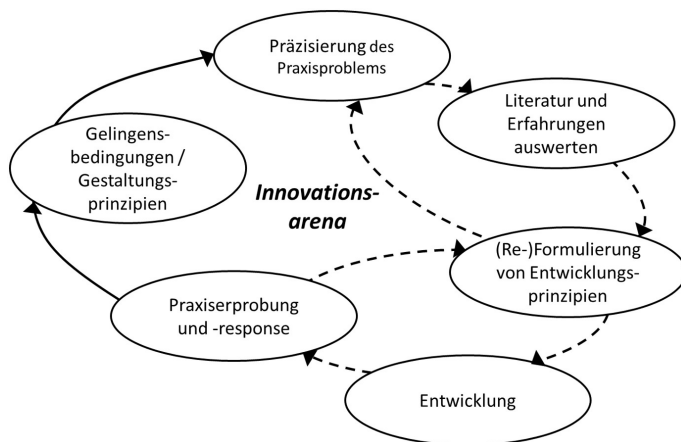 Präzisierung des
Praxisproblems
Literatur und
Erfahrungen
auswerten
Gelingens-
bedingungen /
Gestaltungs-
prinzipien
Innovations-
arena
(Re-)Formulierung
von Entwicklungs-
prinzipien
Praxiserprobung
und -response
Entwicklung